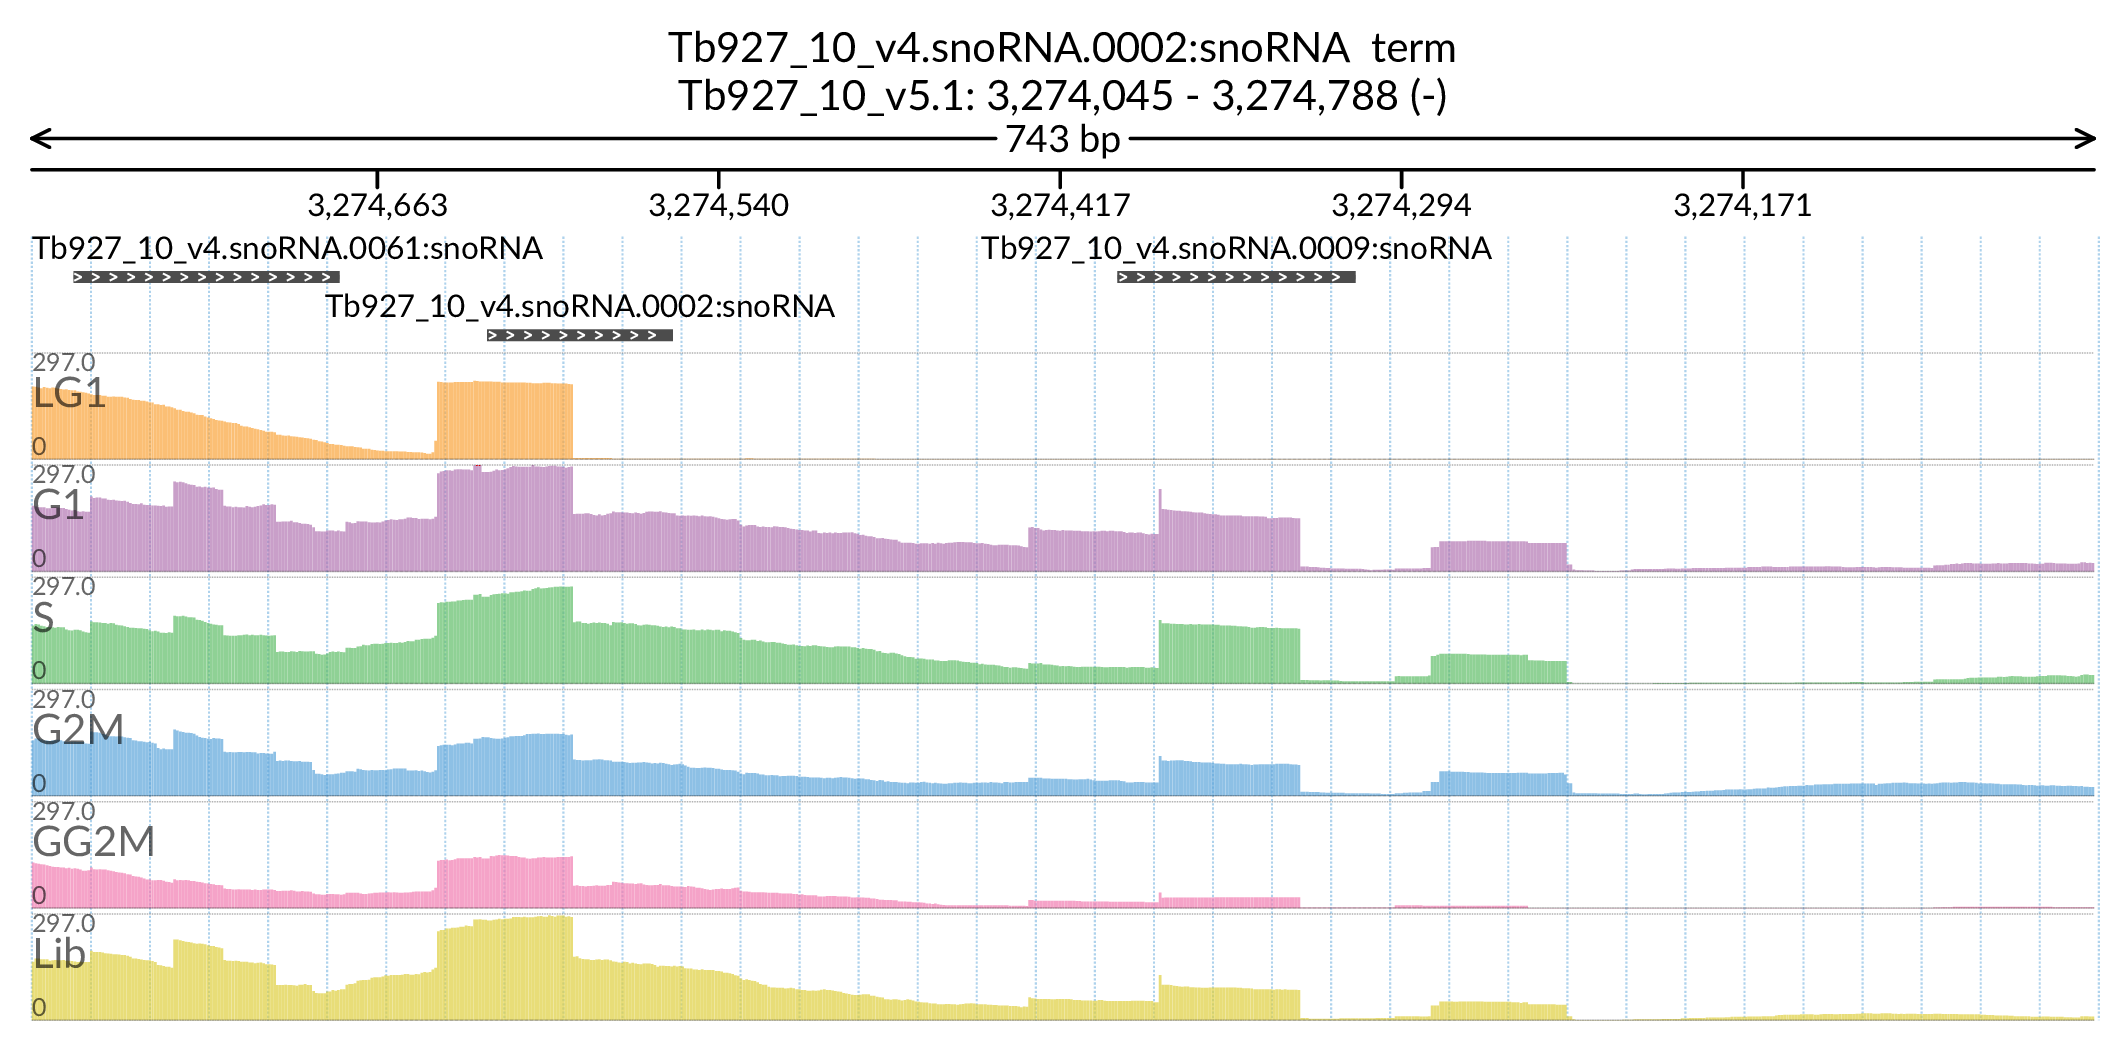 Tb927_10_v4.snoRNA.0002:snoRNA term
Tb927_10_v5.1: 3,274,045 - 3,274,788 (-)
743 bp
3,274,663 3,274,540 3,274,417 3,274,294 3,274,171
Tb927_10_v4.snoRNA.0061:snoRNA Tb927_10_v4.snoRNA.0009:snoRNA
Tb927_10_v4.snoRNA.0002:snoRNA
297.0
LG1
0
297.0
G1
0
297.0
S
0
297.0
G2M
0
297.0
GG2M
0
297.0
Lib
0